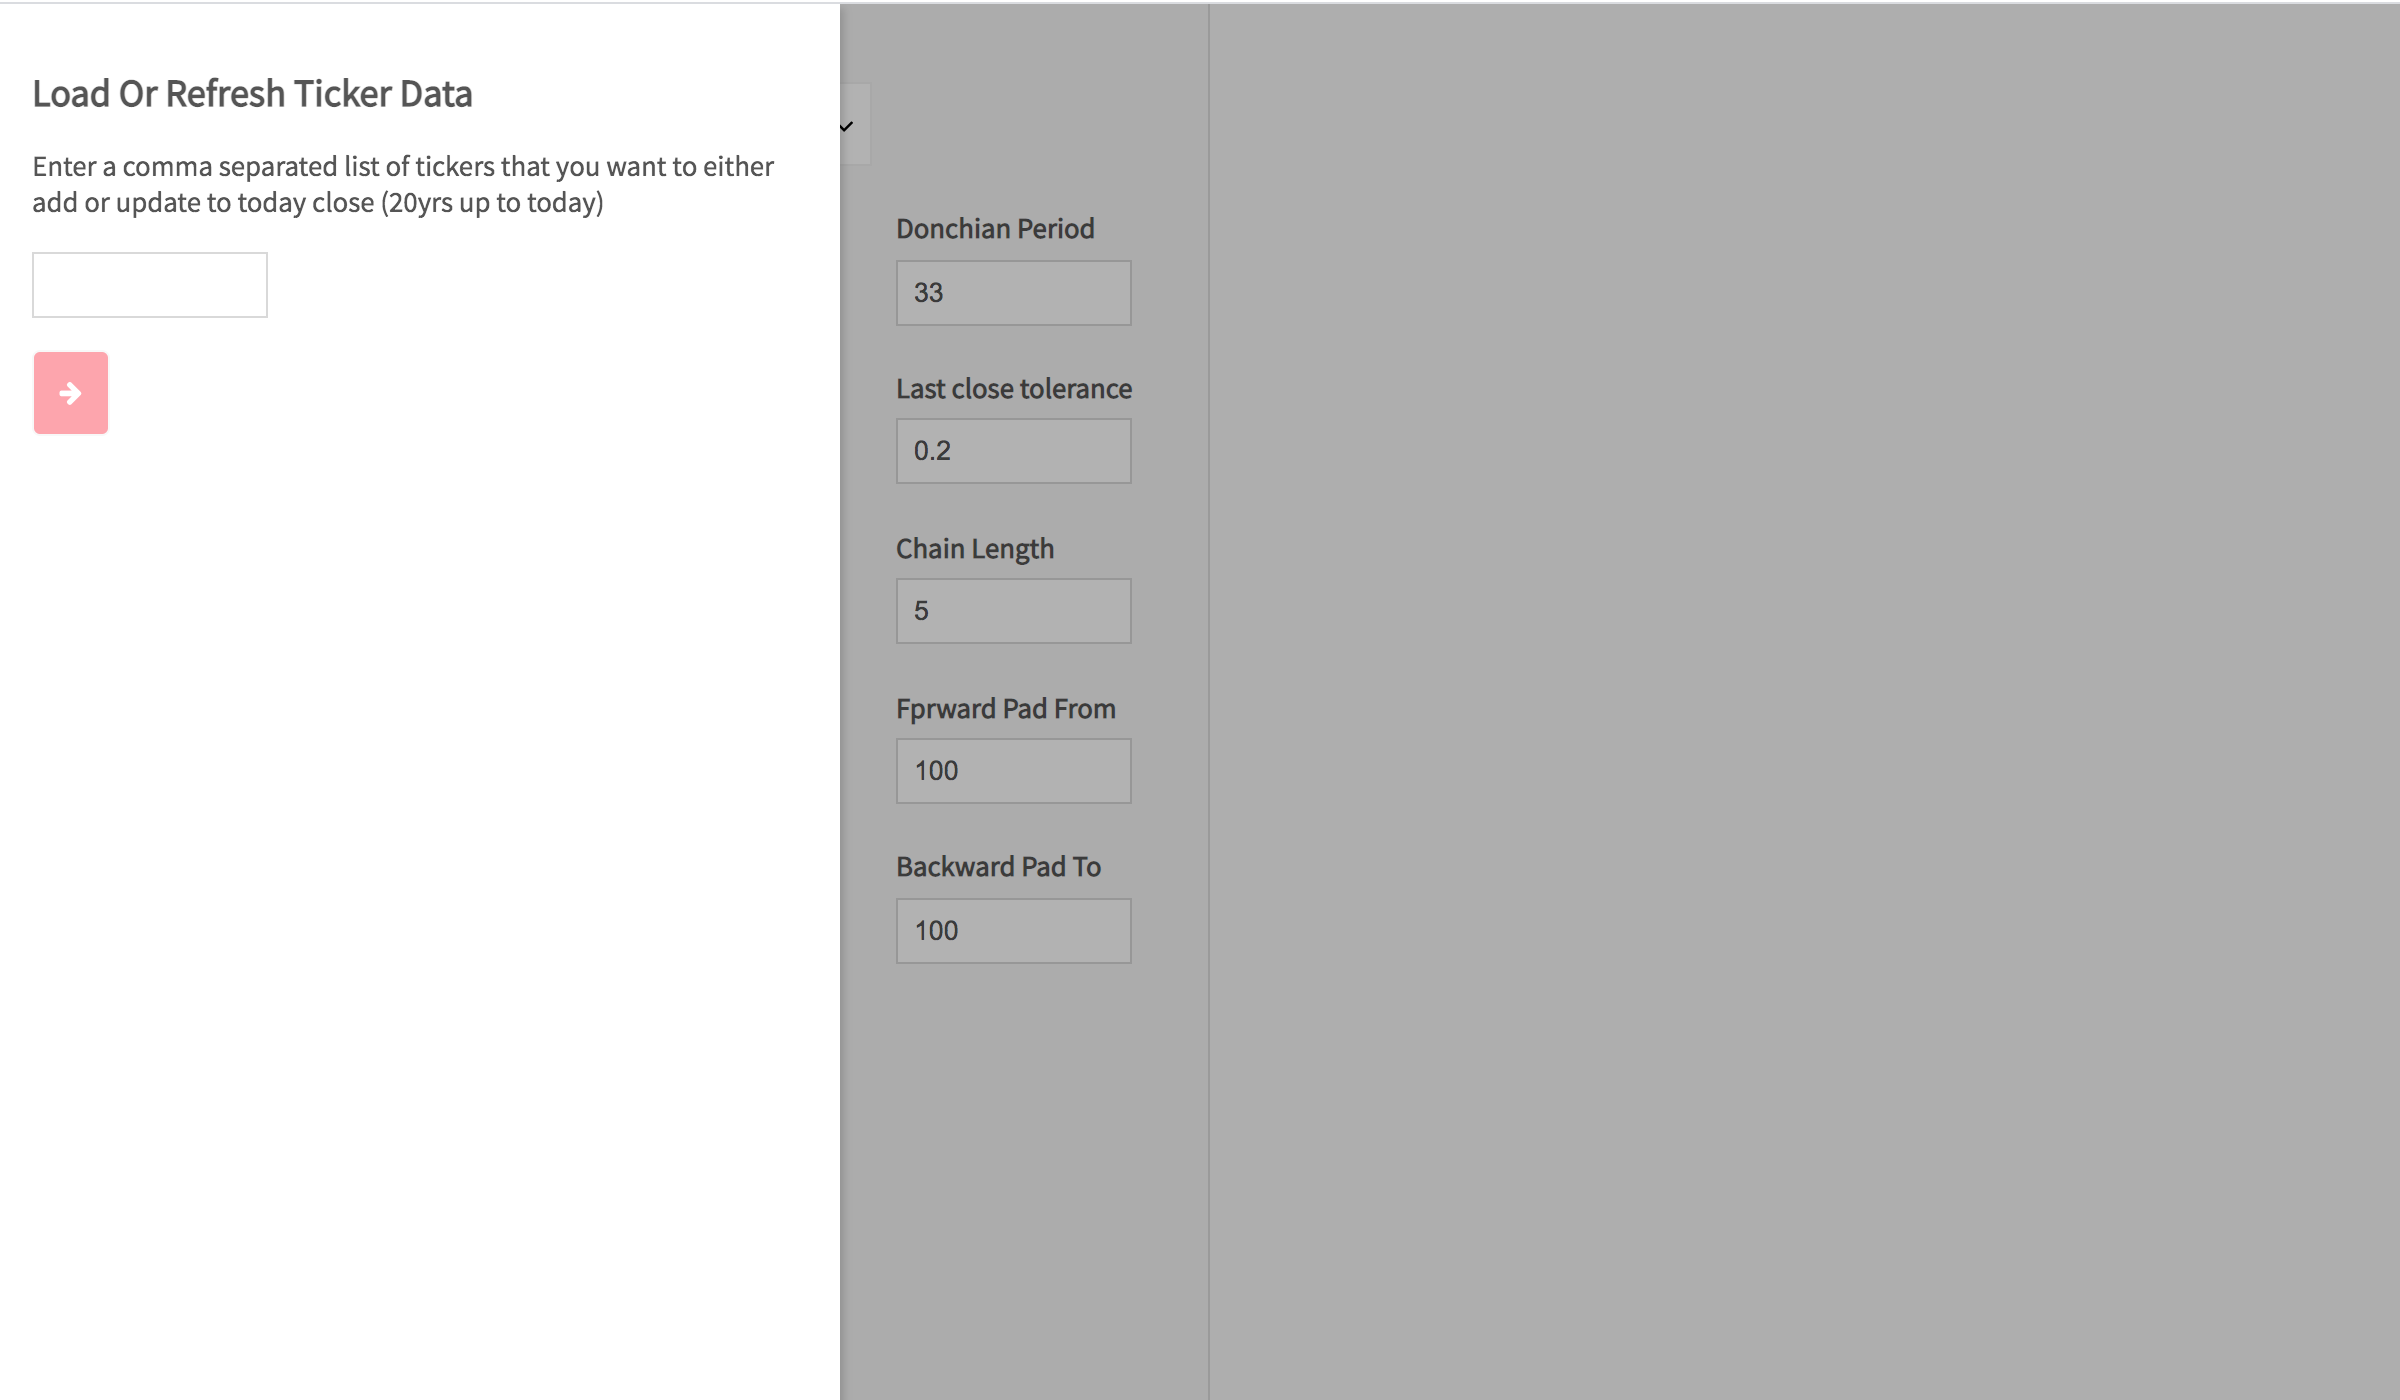 Load Or Refresh Ticker Data
Enter a comma separated list of tickers that you want to either
add or update to today close (20yrs up to today)
Donchian Period
33
Last close tolerance
0.2
Chain Length
5
Fprward Pad From
100
Backward Pad To
100